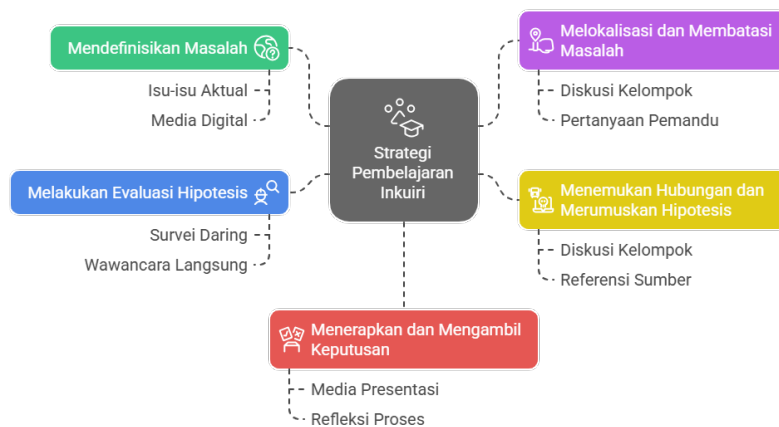 Mendefinisikan Masalah
Isu-isu Aktual
Media Digital
Melokalisasi dan Membatasi
Masalah
Diskusi Kelompok
Pertanyaan Pemandu
Strategi
Pembelajaran
Inkuiri
Melakukan Evaluasi Hipotesis
Survei Daring
Wawancara Langsung
Menemukan Hubungan dan
Merumuskan Hipotesis
Diskusi Kelompok
Referensi Sumber
Menerapkan dan Mengambil
Keputusan
Media Presentasi
Refleksi Proses